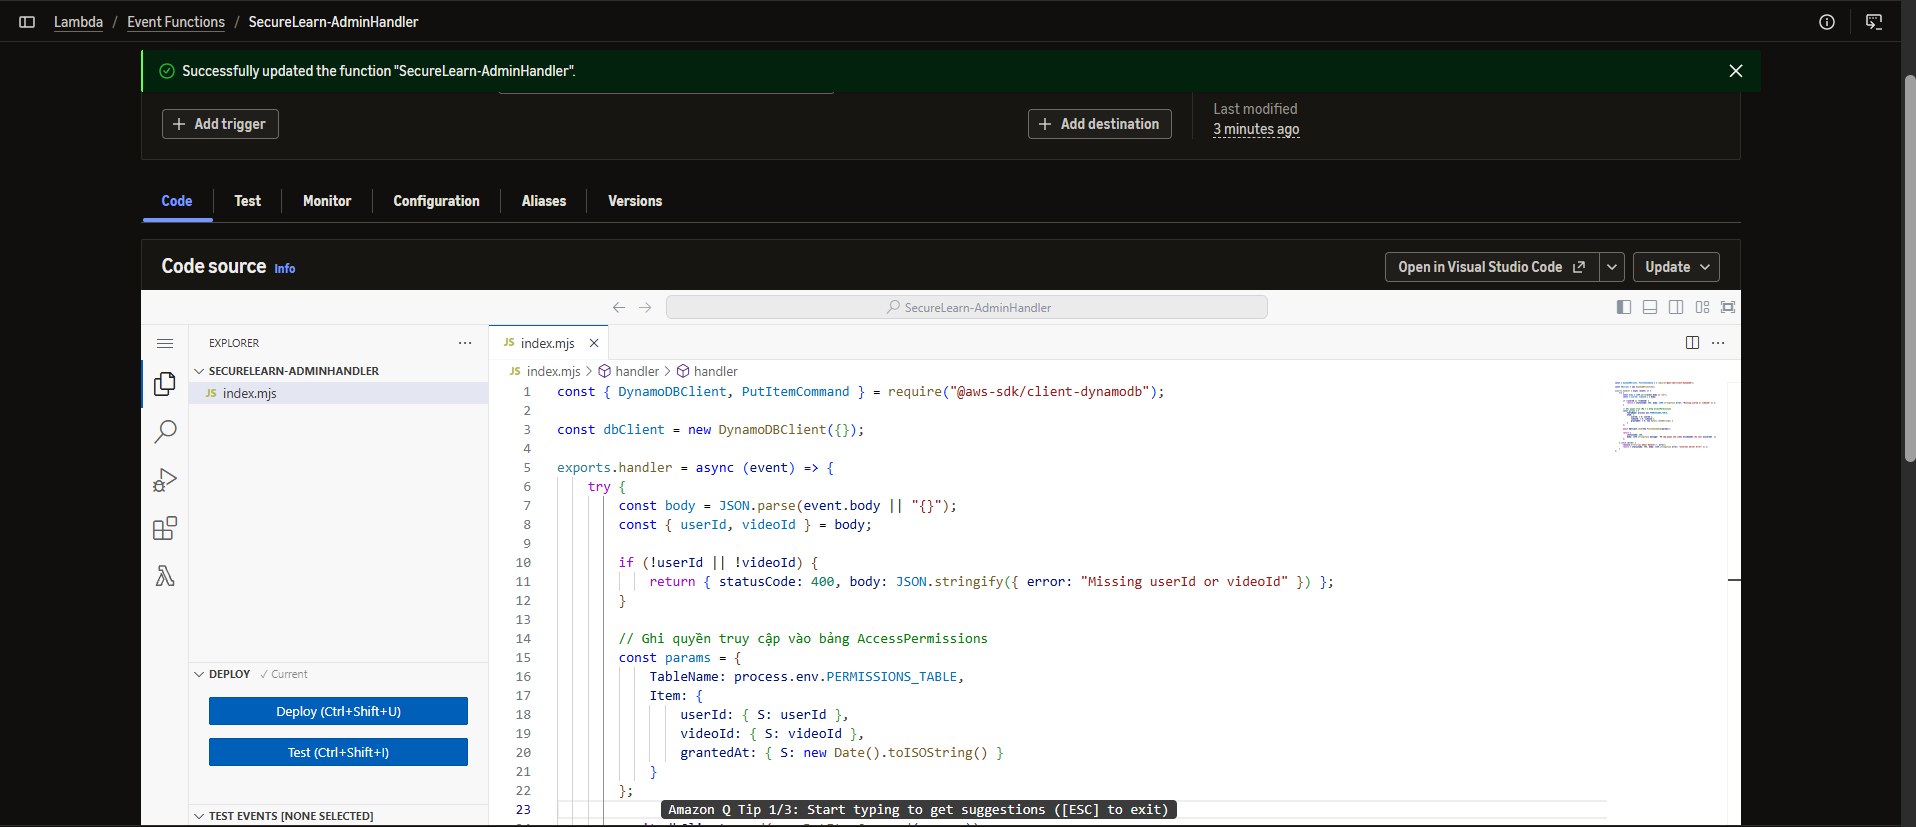 Lambda / Event Functions / SecureLearn-AdminHandler
Successfully updated the function "SecureLearn-AdminHandler".
Add trigger
Add destination
Last modified
3 minutes ago
Code
Test
Monitor
Configuration
Aliases
Versions
Code source Info
Open in Visual Studio Code
Update
SecureLearn-AdminHandler
EXPLORER
SECURELEARN-ADMINHANDLER
JS index.mjs
DEPLOY Current
Deploy (Ctrl+Shift+U)
Test (Ctrl+Shift+I)
TEST EVENTS [NONE SELECTED]
JS index.mjs
JS index.mjs > handler > handler
1 const { DynamoDBClient, PutItemCommand } = require("@aws-sdk/client-dynamodb");
2
3 const dbClient = new DynamoDBClient({});
4
5 exports.handler = async (event) => {
6 try {
7 const body = JSON.parse(event.body || "{}");
8 const { userId, videoId } = body;
9
10 if (!userId || !videoId) {
11 return { statusCode: 400, body: JSON.stringify({ error: "Missing userId or videoId" }) };
12 }
13
14 // Ghi quyền truy cập vào bảng AccessPermissions
15 const params = {
16 TableName: process.env.PERMISSIONS_TABLE,
17 Item: {
18 userId: { S: userId },
19 videoId: { S: videoId },
20 grantedAt: { S: new Date().toISOString() }
21 }
22 };
23 Amazon Q Tip 1/3: Start typing to get suggestions ([ESC] to exit)